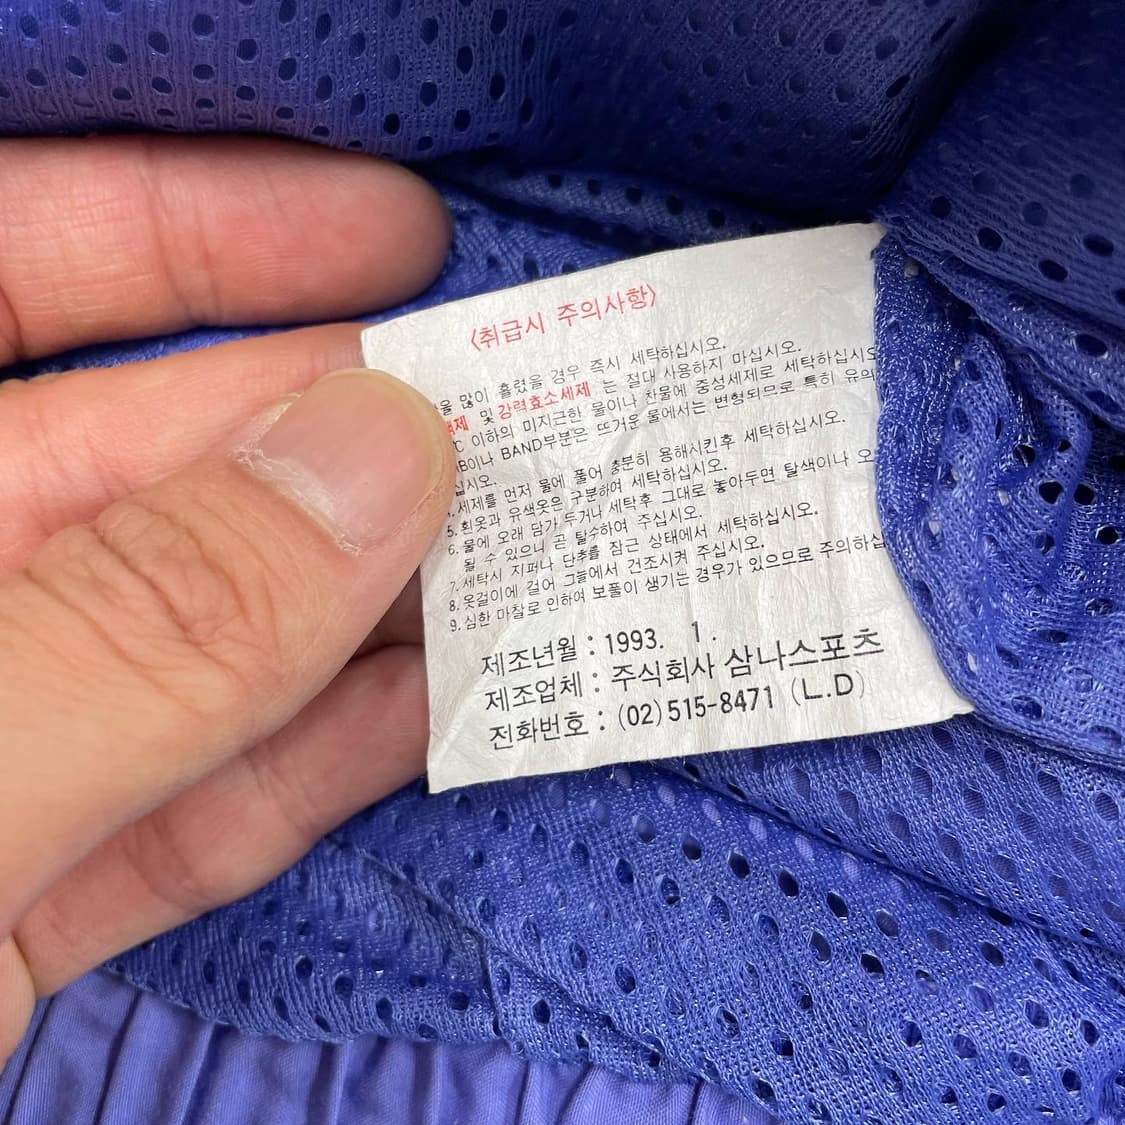 〈취급시 주의사항〉
을 많이 흘렸을 경우 즉시 세탁하십시오.
제 및 강력효소세제 는 절대 사용하지 마십시오.
℃ 이하의 미지근한 물이나 찬물에 중성세제로 세탁하십시오
이나 BAND부분은 뜨거운 물에서는 변형되므로 특히 유의
십시오.
세제를 먼저 물에 풀어 충분히 용해시킨후 세탁하십시오.
5. 흰옷과 유색옷은 구분하여 세탁하십시오.
6. 물에 오래 담가 두거나 세탁후 그대로 놓아두면 탈색이나 오
될 수 있으니 곧 탈수하여 주십시오.
7. 세탁시 지퍼나 단추를 잠근 상태에서 세탁하십시오.
8. 옷걸이에 걸어 그늘에서 건조시켜 주십시오.
9. 심한 마찰로 인하여 보풀이 생기는 경우가 있으므로 주의하십
제조년월 : 1993. 1.
제조업체 : 주식회사 삼나스포츠
전화번호 : (02)515-8471 (L.D)